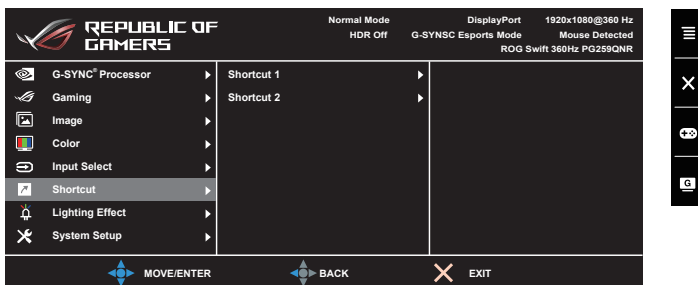 REPUBLIC OF
GAMERS
Normal Mode DisplayPort 1920x1080@360 Hz
HDR Off G-SYNSC Esports Mode Mouse Detected
ROG Swift 360Hz PG259QNR
G-SYNC® Processor Shortcut 1
Gaming Shortcut 2
Image
Color
Input Select
Shortcut
Lighting Effect
System Setup
MOVE/ENTER BACK EXIT
G